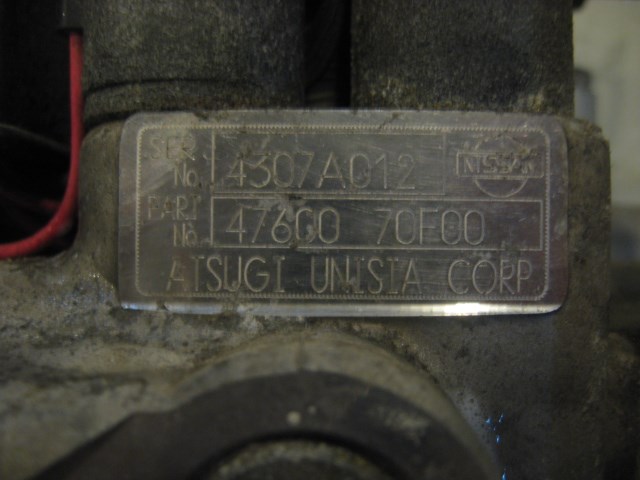 SER. No. 4307A012 NISSAN
PART No. 47600 70F00
ATSUGI UNISIA CORP.